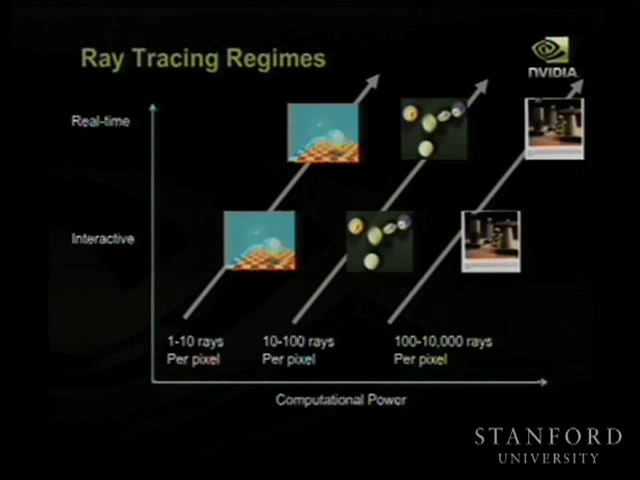 Ray Tracing Regimes
NVIDIA
Real-time
Interactive
1-10 rays
Per pixel
10-100 rays
Per pixel
100-10,000 rays
Per pixel
Computational Power
STANFORD
UNIVERSITY